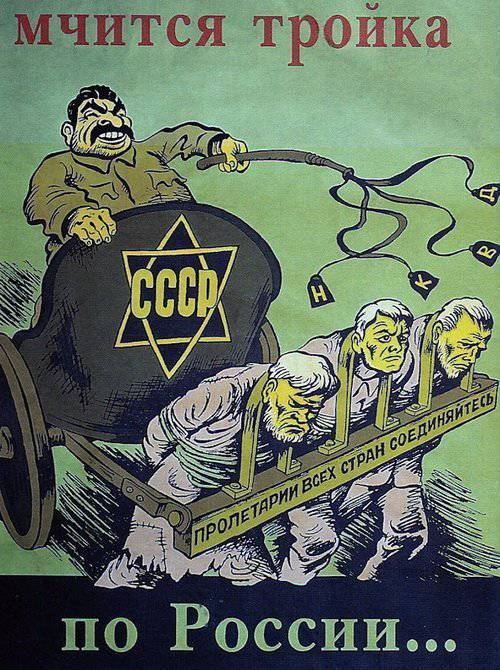 мчится тройка
СССР
Н К В Д
ПРОЛЕТАРИИ ВСЕХ СТРАН СОЕДИНЯЙТЕСЬ
по России...